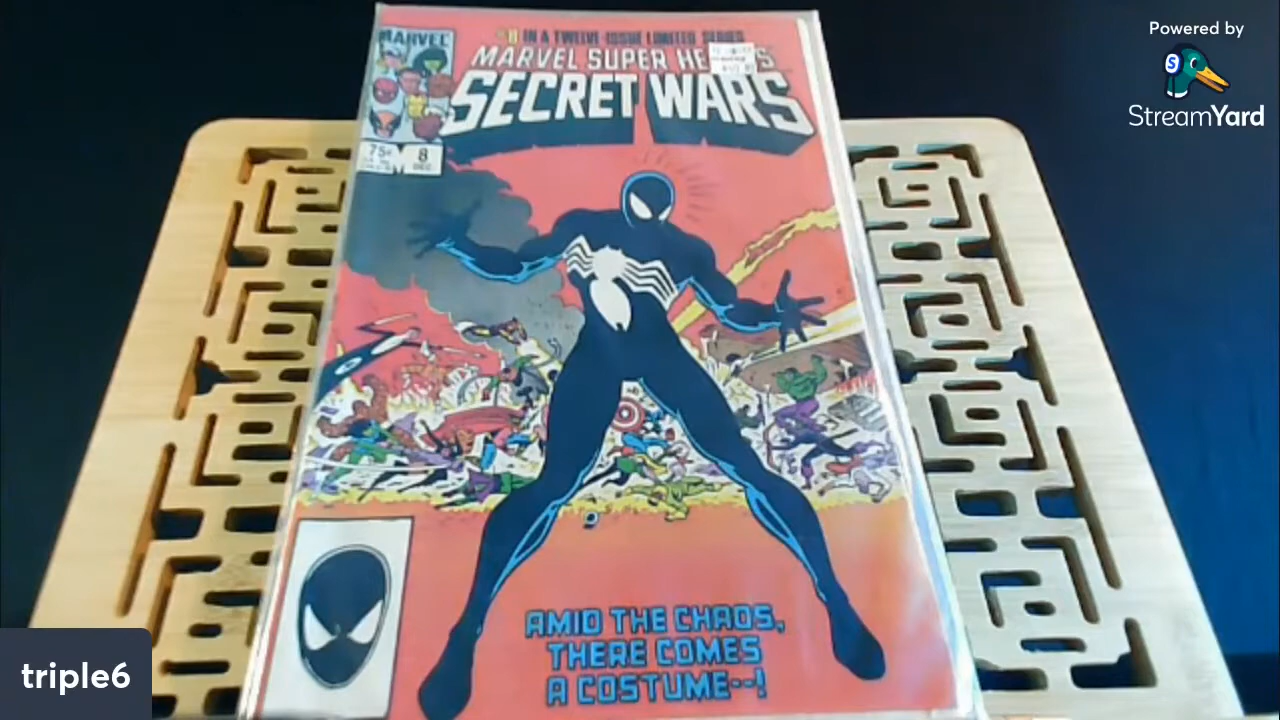 Powered by
StreamYard
MARVEL
#8 IN A TWELVE-ISSUE LIMITED SERIES
MARVEL SUPER HE S
SECRET WARS
75¢
8
DEC
AMID THE CHAOS,
THERE COMES
A COSTUME--!
triple6